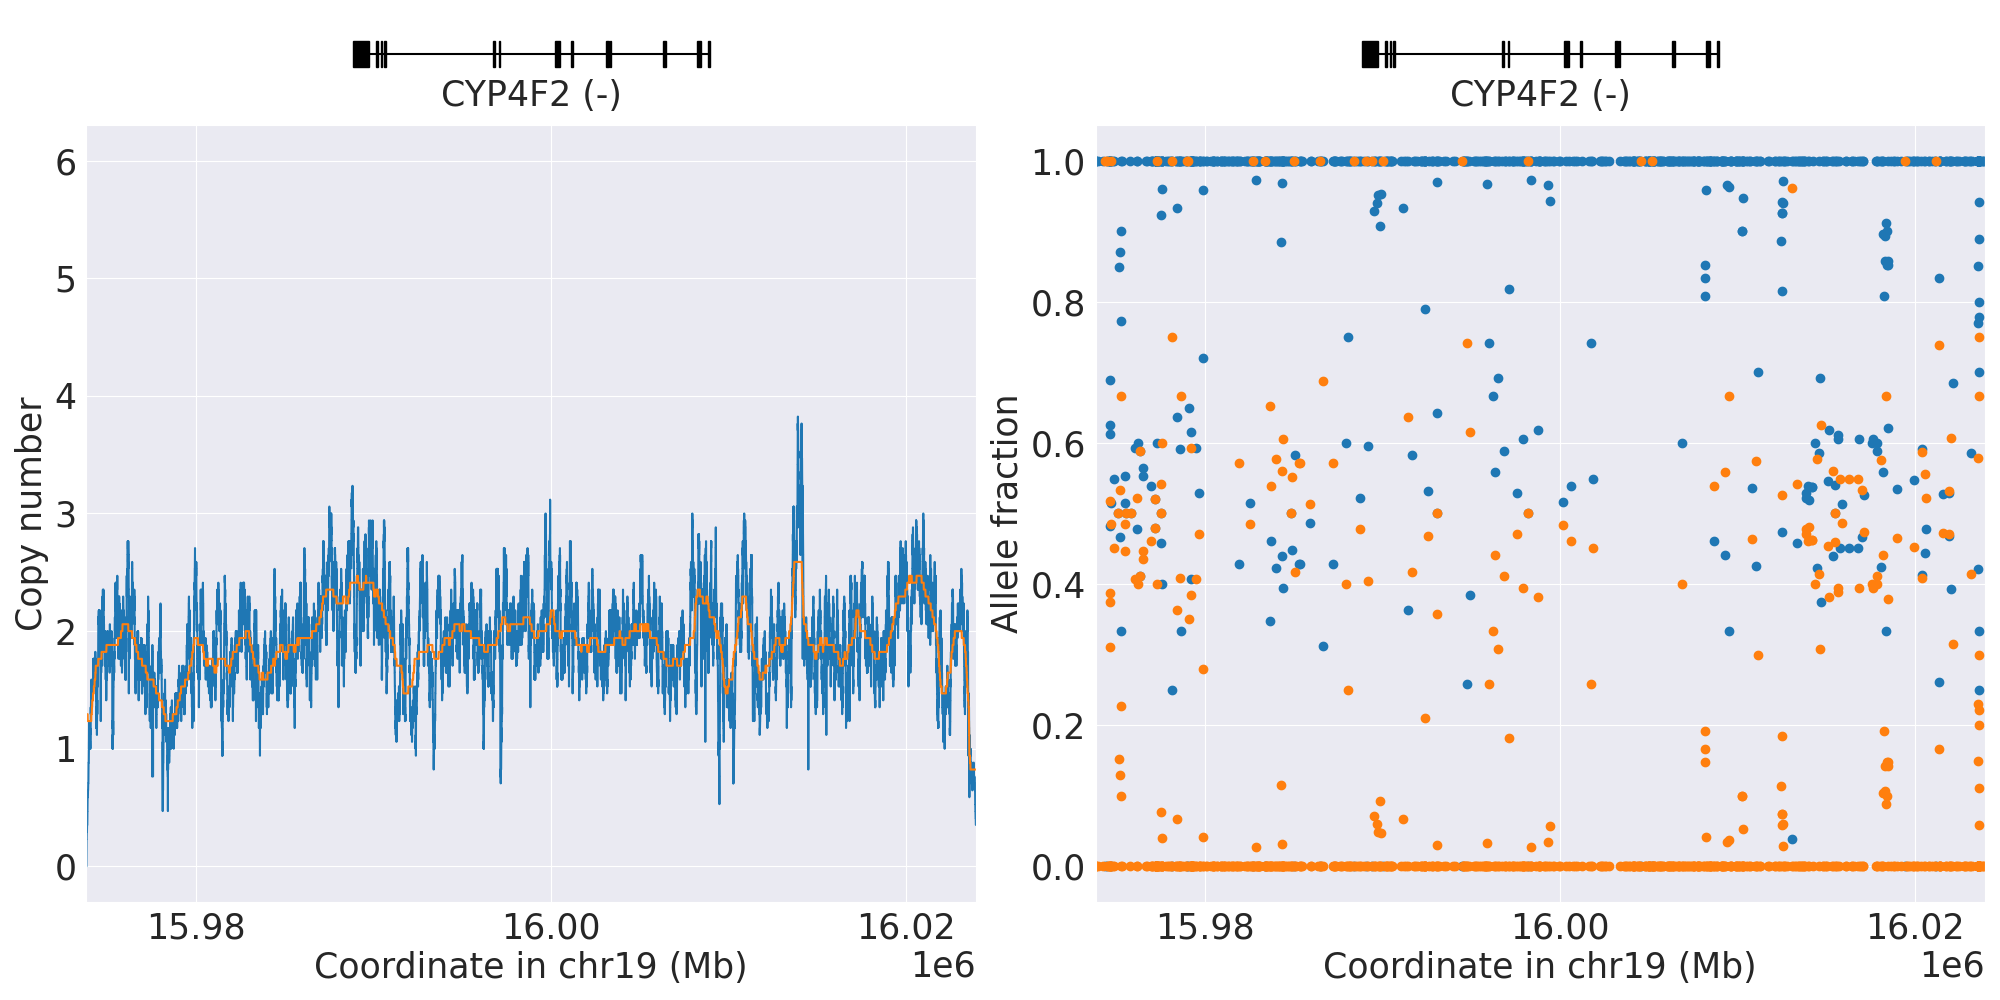 CYP4F2 (-)
Copy number
6
5
4
3
2
1
0
15.98
16.00
16.02
Coordinate in chr19 (Mb)
1e6
CYP4F2 (-)
Allele fraction
1.0
0.8
0.6
0.4
0.2
0.0
15.98
16.00
16.02
Coordinate in chr19 (Mb)
1e6